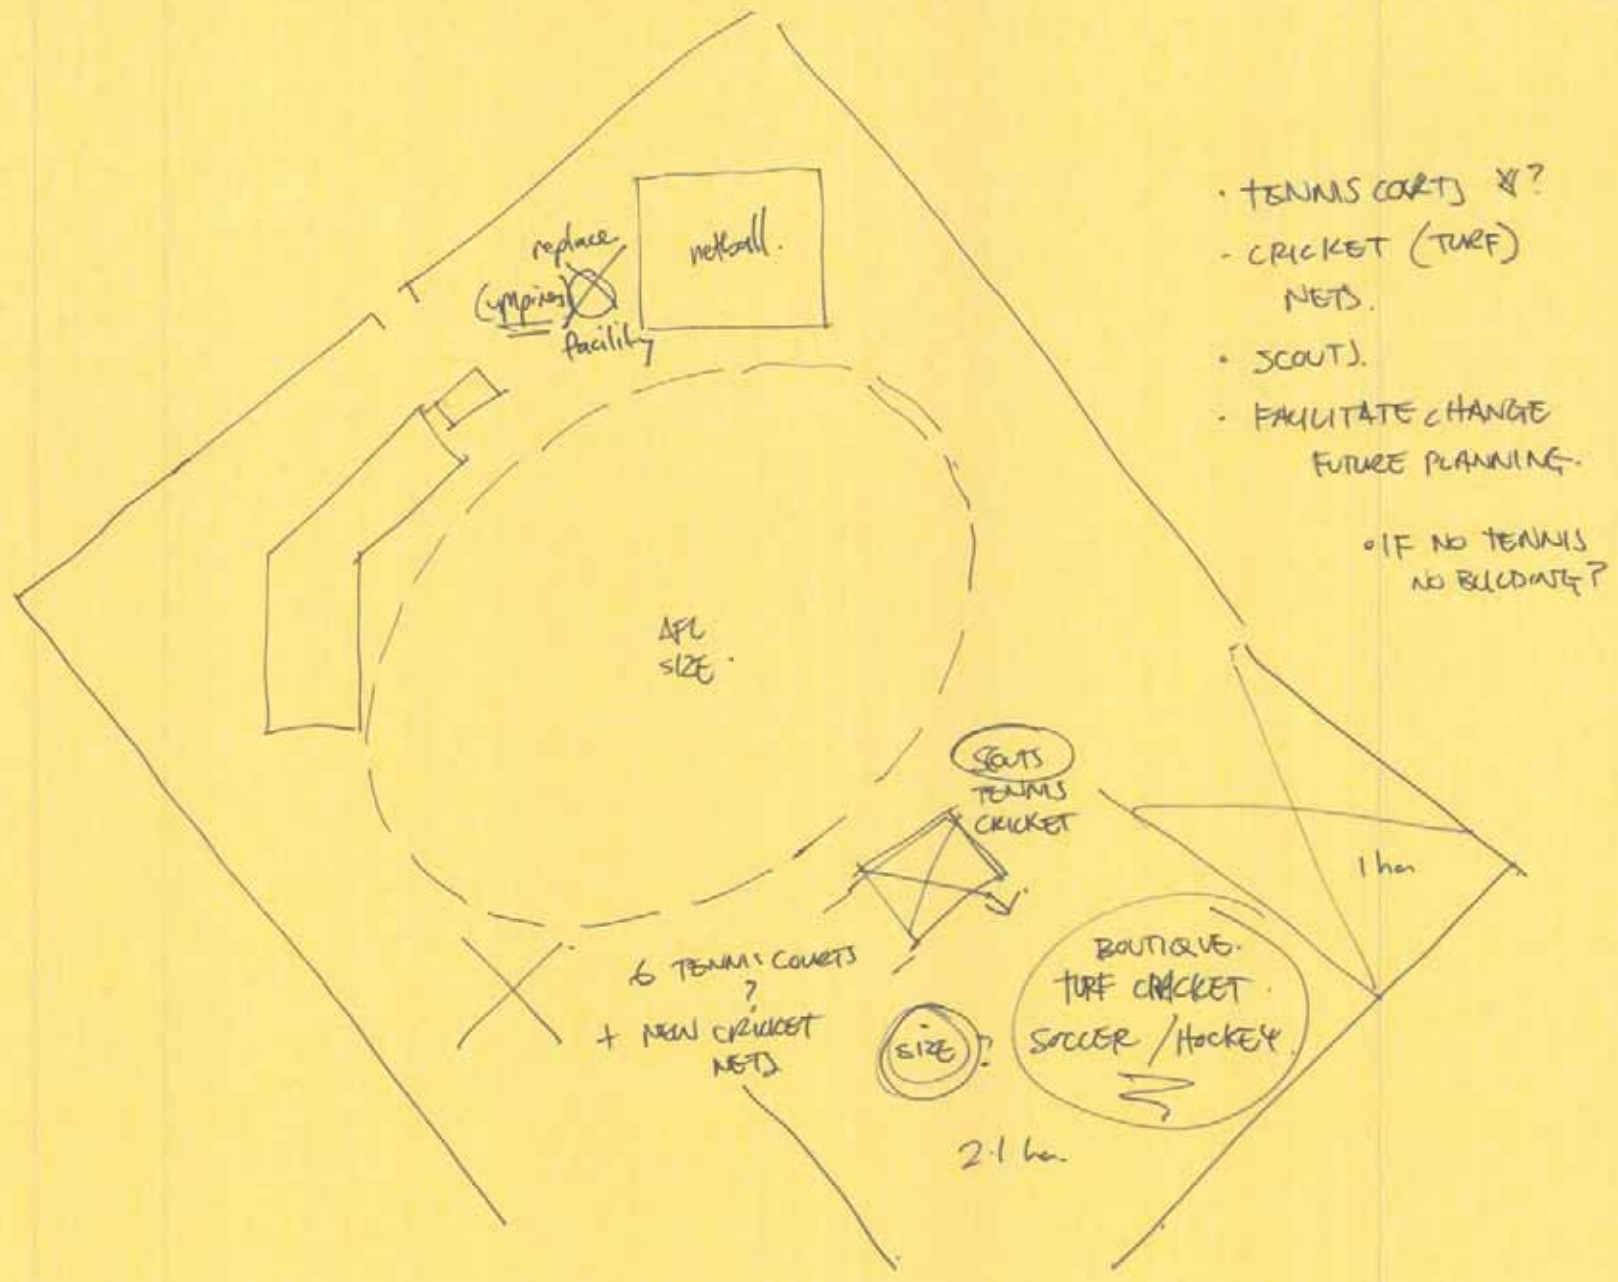 replace
(umpires)
facility
netball.
AFL
SIZE.
SCOUTS
TENNIS
CRICKET
6 TENNIS COURTS
?
+ NEW CRICKET
NETS
SIZE ?
2.1 ha
BOUTIQUE.
TURF CRICKET.
SOCCER / HOCKEY.
1 ha
• TENNIS COURTS ?
- CRICKET (TURF)
NETS.
• SCOUTS.
• FACILITATE CHANGE
FUTURE PLANNING.
• IF NO TENNIS
NO BUILDING?